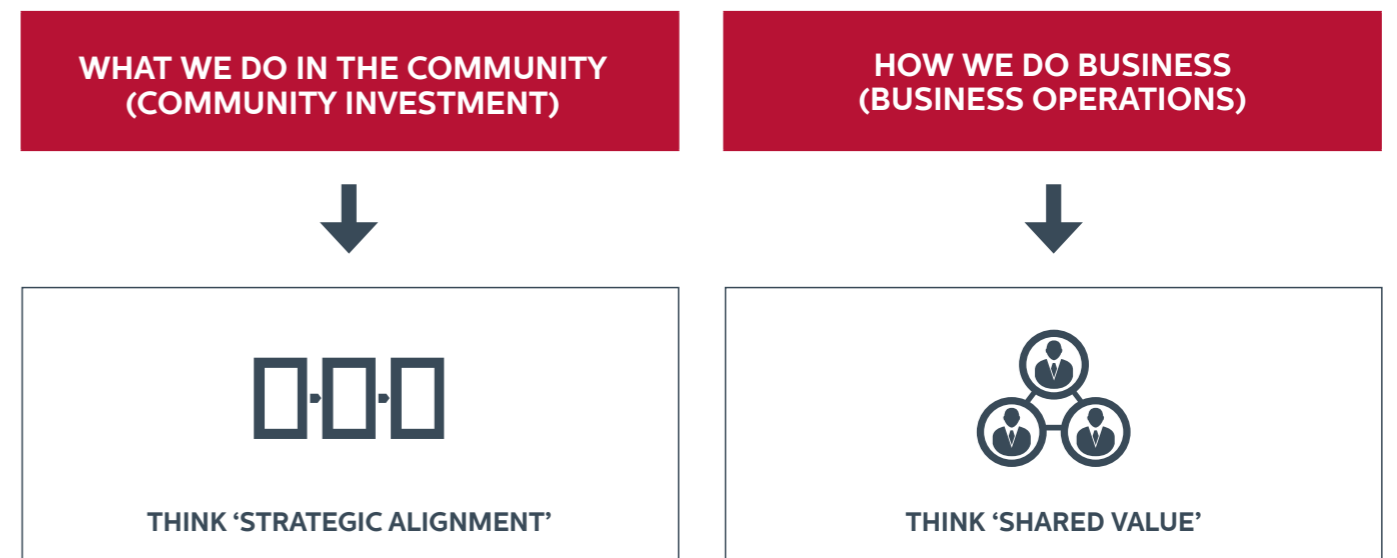 WHAT WE DO IN THE COMMUNITY
(COMMUNITY INVESTMENT)
HOW WE DO BUSINESS
(BUSINESS OPERATIONS)
THINK ‘STRATEGIC ALIGNMENT’
THINK ‘SHARED VALUE’